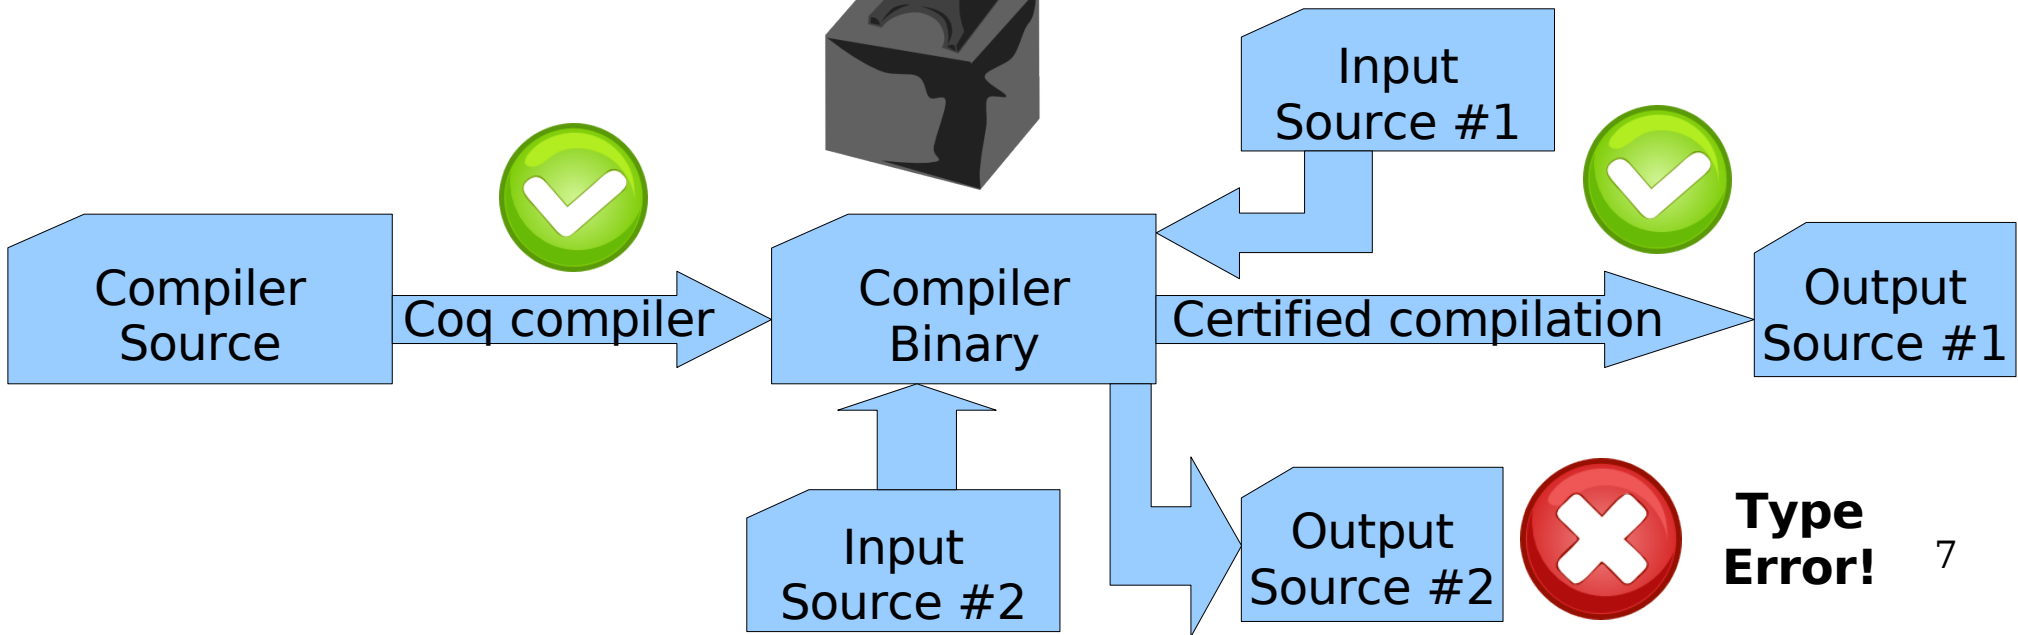 Input
Source #1
Compiler
Source
Coq compiler
Compiler
Binary
Certified compilation
Output
Source #1
Input
Source #2
Output
Source #2
Type
Error!
7